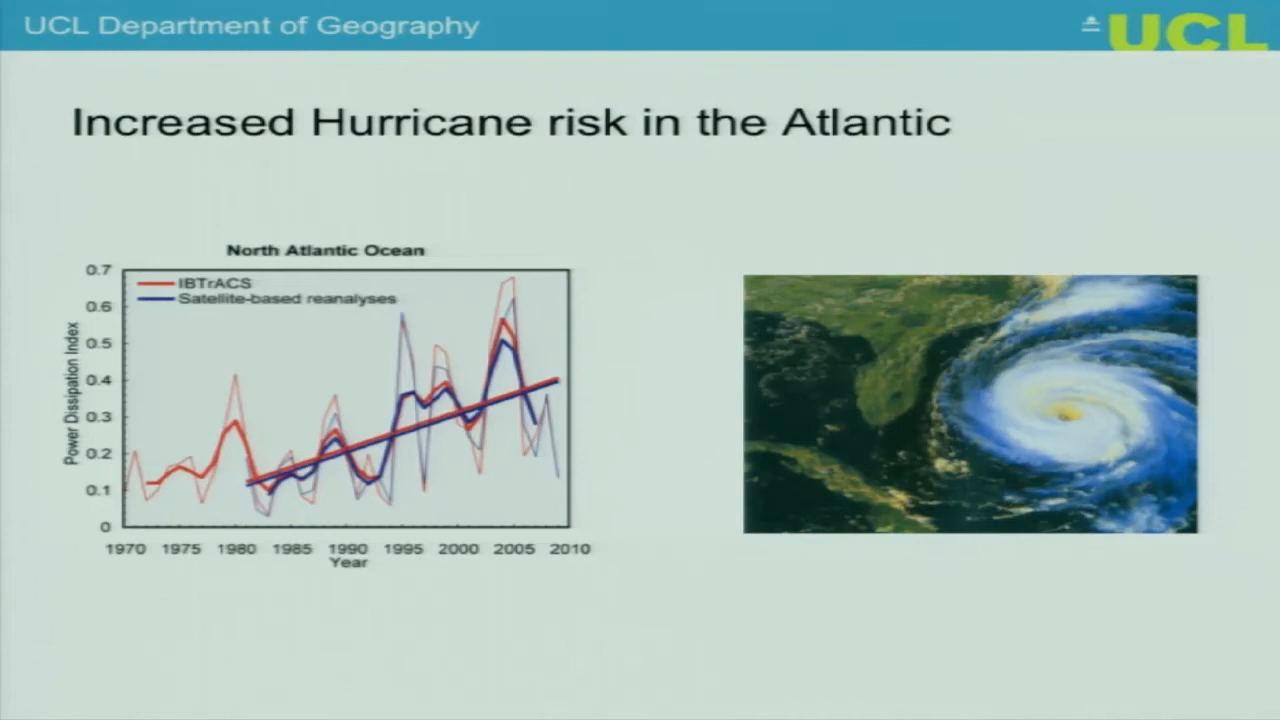 UCL Department of Geography
UCL
Increased Hurricane risk in the Atlantic
North Atlantic Ocean
IBTrACS
Satellite-based reanalyses
Power Dissipation Index
0.7
0.6
0.5
0.4
0.3
0.2
0.1
0
1970 1975 1980 1985 1990 1995 2000 2005 2010
Year